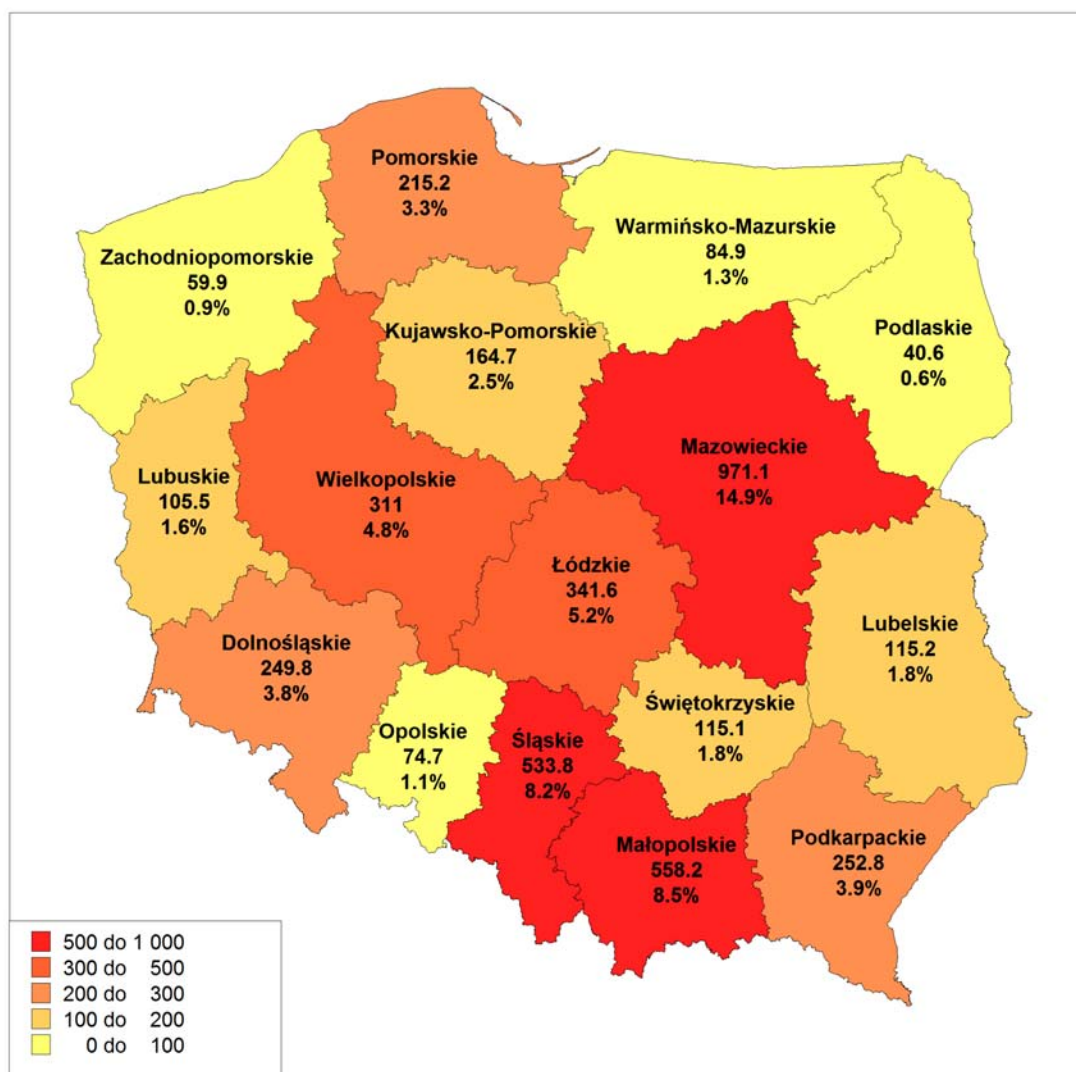 Pomorskie
215.2
3.3%
Warmińsko-Mazurskie
84.9
1.3%
Zachodniopomorskie
59.9
0.9%
Kujawsko-Pomorskie
164.7
2.5%
Podlaskie
40.6
0.6%
Mazowieckie
971.1
14.9%
Lubuskie
105.5
1.6%
Wielkopolskie
311
4.8%
Łódzkie
341.6
5.2%
Lubelskie
115.2
1.8%
Dolnośląskie
249.8
3.8%
Świętokrzyskie
115.1
1.8%
Opolskie
74.7
1.1%
Śląskie
533.8
8.2%
Małopolskie
558.2
8.5%
Podkarpackie
252.8
3.9%
500 do 1 000
300 do 500
200 do 300
100 do 200
0 do 100